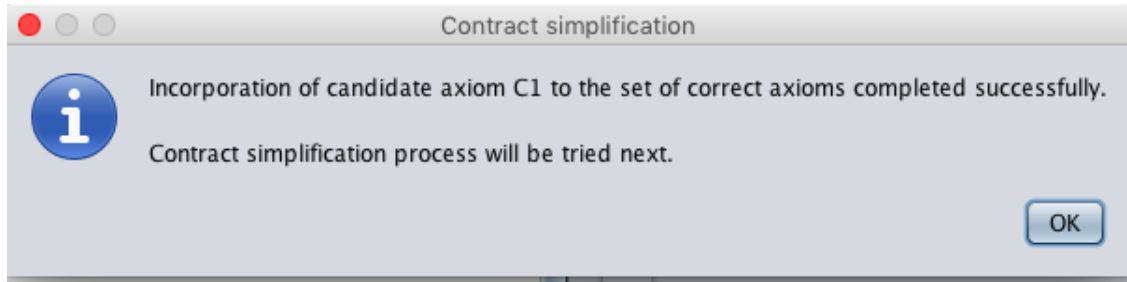 Contract simplification
Incorporation of candidate axiom C1 to the set of correct axioms completed successfully.
Contract simplification process will be tried next.
OK